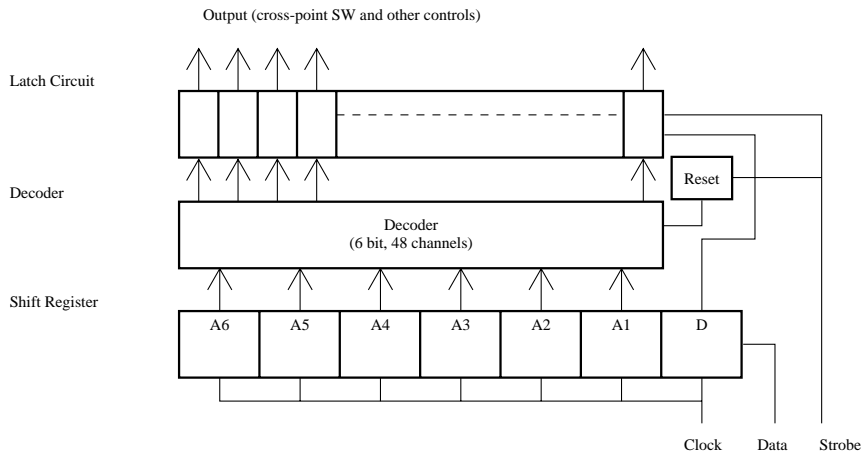 Output (cross-point SW and other controls)
Latch Circuit
Decoder
Reset
Decoder
(6 bit, 48 channels)
Shift Register
A6 A5 A4 A3 A2 A1 D
Clock Data Strobe